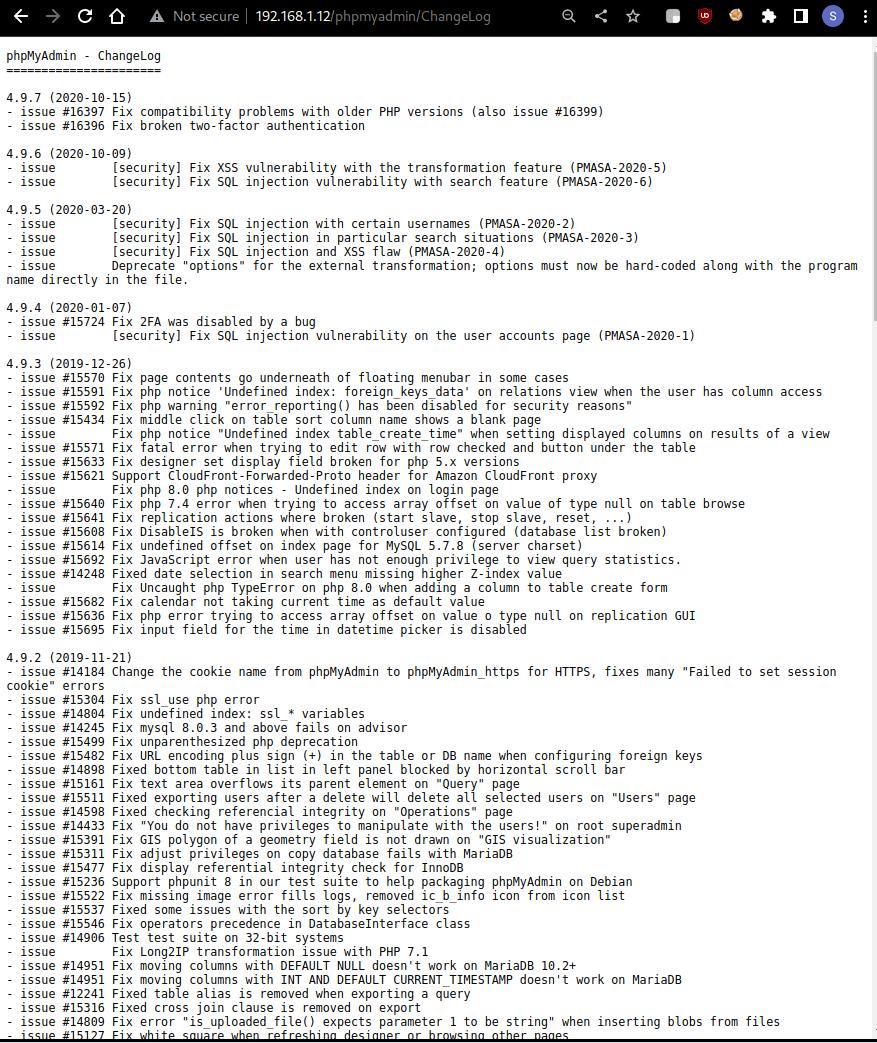 Not secure 192.168.1.12/phpmyadmin/ChangeLog S
phpMyAdmin - ChangeLog
======================
4.9.7 (2020-10-15)
- issue #16397 Fix compatibility problems with older PHP versions (also issue #16399)
- issue #16396 Fix broken two-factor authentication
4.9.6 (2020-10-09)
- issue        [security] Fix XSS vulnerability with the transformation feature (PMASA-2020-5)
- issue        [security] Fix SQL injection vulnerability with search feature (PMASA-2020-6)
4.9.5 (2020-03-20)
- issue        [security] Fix SQL injection with certain usernames (PMASA-2020-2)
- issue        [security] Fix SQL injection in particular search situations (PMASA-2020-3)
- issue        [security] Fix SQL injection and XSS flaw (PMASA-2020-4)
- issue        Deprecate "options" for the external transformation; options must now be hard-coded along with the program
name directly in the file.
4.9.4 (2020-01-07)
- issue #15724 Fix 2FA was disabled by a bug
- issue        [security] Fix SQL injection vulnerability on the user accounts page (PMASA-2020-1)
4.9.3 (2019-12-26)
- issue #15570 Fix page contents go underneath of floating menubar in some cases
- issue #15591 Fix php notice 'Undefined index: foreign_keys_data' on relations view when the user has column access
- issue #15592 Fix php warning "error_reporting() has been disabled for security reasons"
- issue #15434 Fix middle click on table sort column name shows a blank page
- issue        Fix php notice "Undefined index table_create_time" when setting displayed columns on results of a view
- issue #15571 Fix fatal error when trying to edit row with row checked and button under the table
- issue #15633 Fix designer set display field broken for php 5.x versions
- issue #15621 Support CloudFront-Forwarded-Proto header for Amazon CloudFront proxy
- issue        Fix php 8.0 php notices - Undefined index on login page
- issue #15640 Fix php 7.4 error when trying to access array offset on value of type null on table browse
- issue #15641 Fix replication actions where broken (start slave, stop slave, reset, ...)
- issue #15608 Fix DisableIS is broken when with controluser configured (database list broken)
- issue #15614 Fix undefined offset on index page for MySQL 5.7.8 (server charset)
- issue #15692 Fix JavaScript error when user has not enough privilege to view query statistics.
- issue #14248 Fixed date selection in search menu missing higher Z-index value
- issue        Fix Uncaught php TypeError on php 8.0 when adding a column to table create form
- issue #15682 Fix calendar not taking current time as default value
- issue #15636 Fix php error trying to access array offset on value o type null on replication GUI
- issue #15695 Fix input field for the time in datetime picker is disabled
4.9.2 (2019-11-21)
- issue #14184 Change the cookie name from phpMyAdmin to phpMyAdmin_https for HTTPS, fixes many "Failed to set session
cookie" errors
- issue #15304 Fix ssl_use php error
- issue #14804 Fix undefined index: ssl_* variables
- issue #14245 Fix mysql 8.0.3 and above fails on advisor
- issue #15499 Fix unparenthesized php deprecation
- issue #15482 Fix URL encoding plus sign (+) in the table or DB name when configuring foreign keys
- issue #14898 Fixed bottom table in list in left panel blocked by horizontal scroll bar
- issue #15161 Fix text area overflows its parent element on "Query" page
- issue #15511 Fixed exporting users after a delete will delete all selected users on "Users" page
- issue #14598 Fixed checking referencial integrity on "Operations" page
- issue #14433 Fix "You do not have privileges to manipulate with the users!" on root superadmin
- issue #15391 Fix GIS polygon of a geometry field is not drawn on "GIS visualization"
- issue #15311 Fix adjust privileges on copy database fails with MariaDB
- issue #15477 Fix display referential integrity check for InnoDB
- issue #15236 Support phpunit 8 in our test suite to help packaging phpMyAdmin on Debian
- issue #15522 Fix missing image error fills logs, removed ic_b_info icon from icon list
- issue #15537 Fixed some issues with the sort by key selectors
- issue #15546 Fix operators precedence in DatabaseInterface class
- issue #14906 Test test suite on 32-bit systems
- issue        Fix Long2IP transformation issue with PHP 7.1
- issue #14951 Fix moving columns with DEFAULT NULL doesn't work on MariaDB 10.2+
- issue #14951 Fix moving columns with INT AND DEFAULT CURRENT_TIMESTAMP doesn't work on MariaDB
- issue #12241 Fixed table alias is removed when exporting a query
- issue #15316 Fixed cross join clause is removed on export
- issue #14809 Fix error "is_uploaded_file() expects parameter 1 to be string" when inserting blobs from files
- issue #15127 Fix white square when refreshing designer or browsing other pages